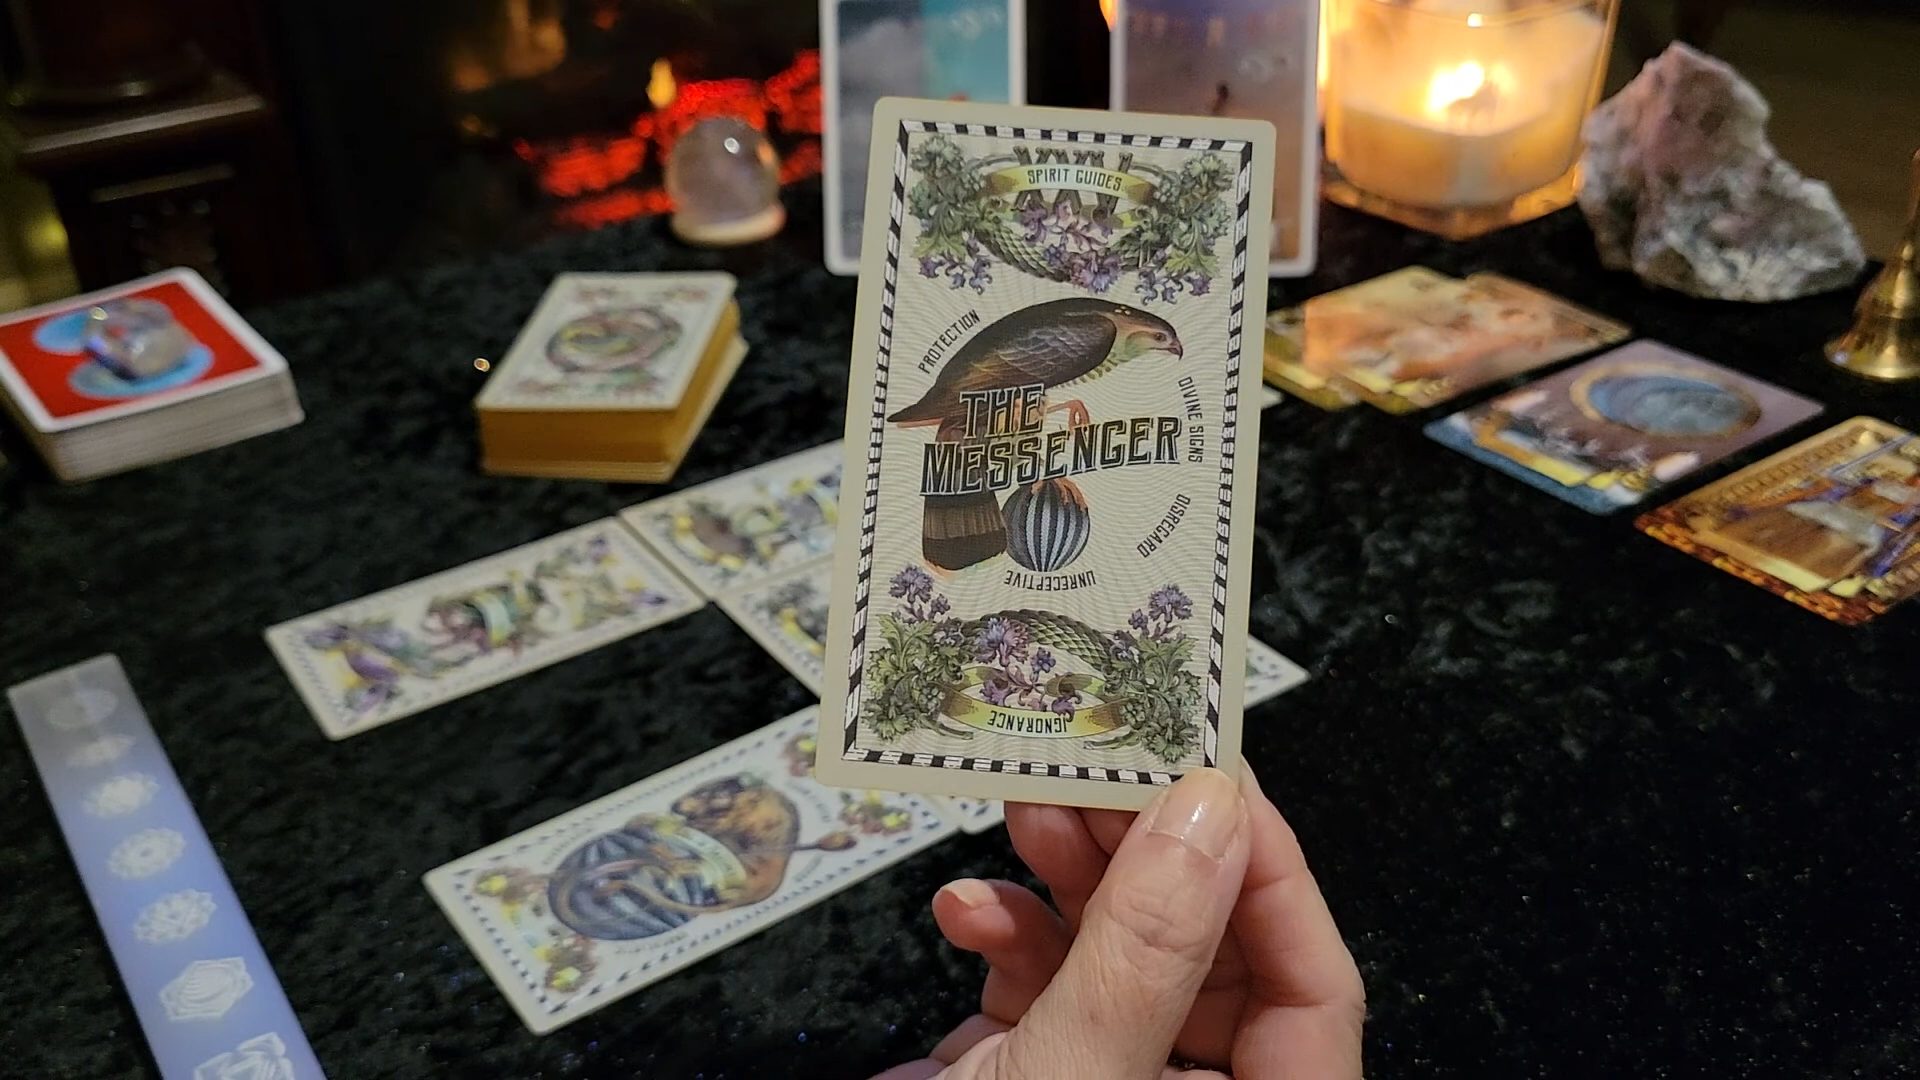 SPIRIT GUIDES
PROTECTION
DIVINE SIGNS
THE
MESSENGER
DISREGARD
UNRECEPTIVE
IGNORANCE